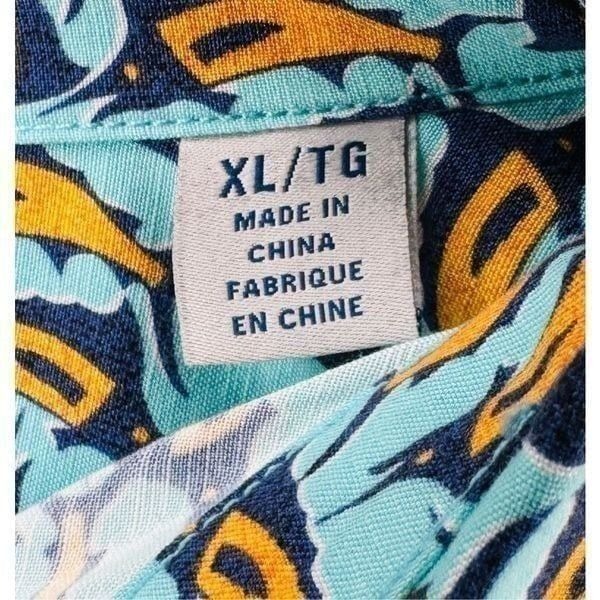 XL/TG
MADE IN
CHINA
FABRIQUE
EN CHINE